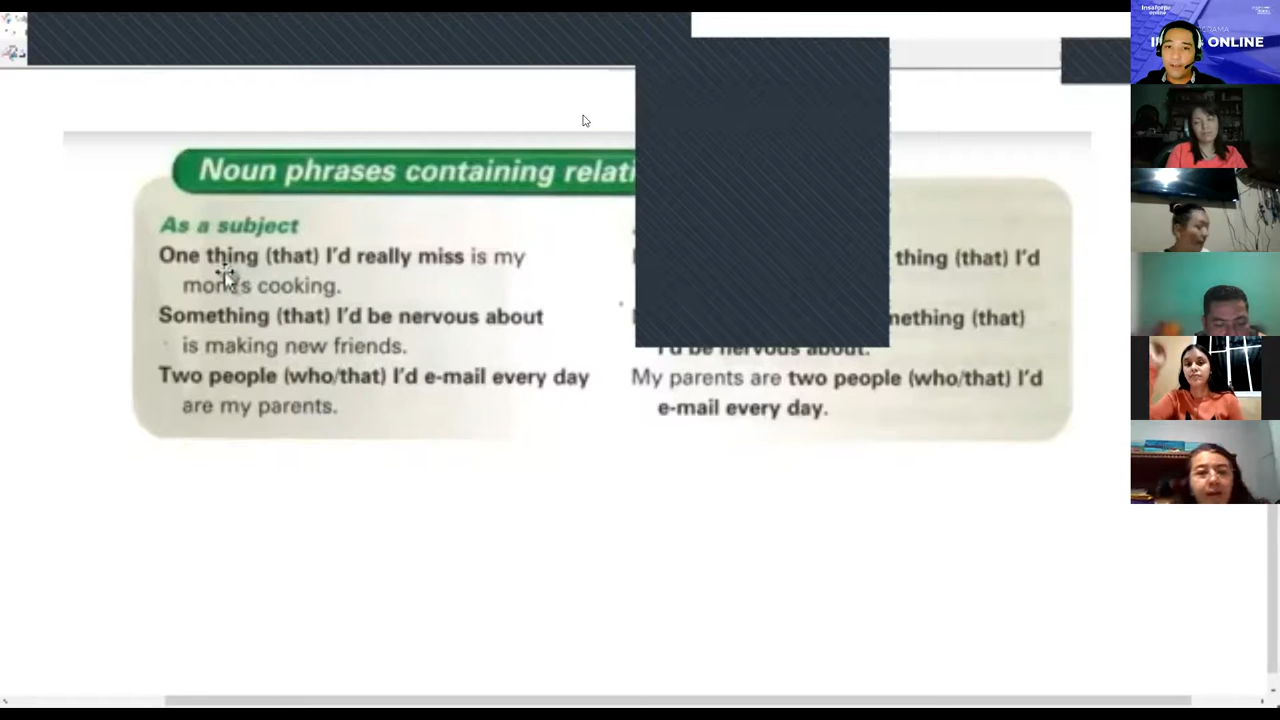 Noun phrases containing
As a subject
One thing (that) I'd really miss is my
mom's cooking.
Something (that) I'd be nervous about
is making new friends.
Two people (who/that) I'd e-mail every day
are my parents.
thing (that) I'd
(that)
I'd be nervous about.
My parents are two people (who/that) I'd
e-mail every day.
Insaforp
online
ONLINE